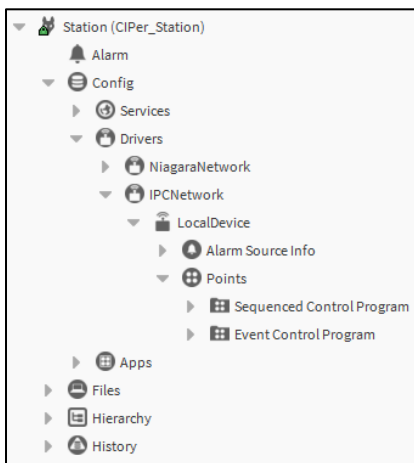 Station (CIPer_Station)
Alarm
Config
Services
Drivers
NiagaraNetwork
IPCNetwork
LocalDevice
Alarm Source Info
Points
Sequenced Control Program
Event Control Program
Apps
Files
Hierarchy
History